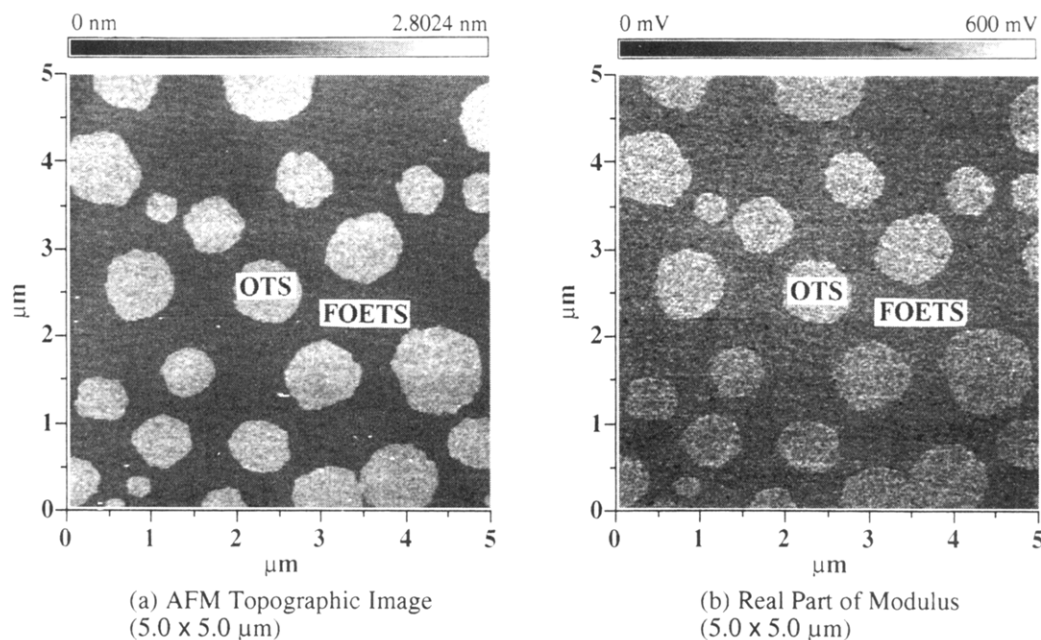 0 nm 2.8024 nm
5
4
3
μm
2
1
0
OTS
FOETS
0 1 2 3 4 5
μm
(a) AFM Topographic Image
(5.0 x 5.0 μm)
0 mV 600 mV
5
4
3
μm
2
1
0
OTS
FOETS
0 1 2 3 4 5
μm
(b) Real Part of Modulus
(5.0 x 5.0 μm)